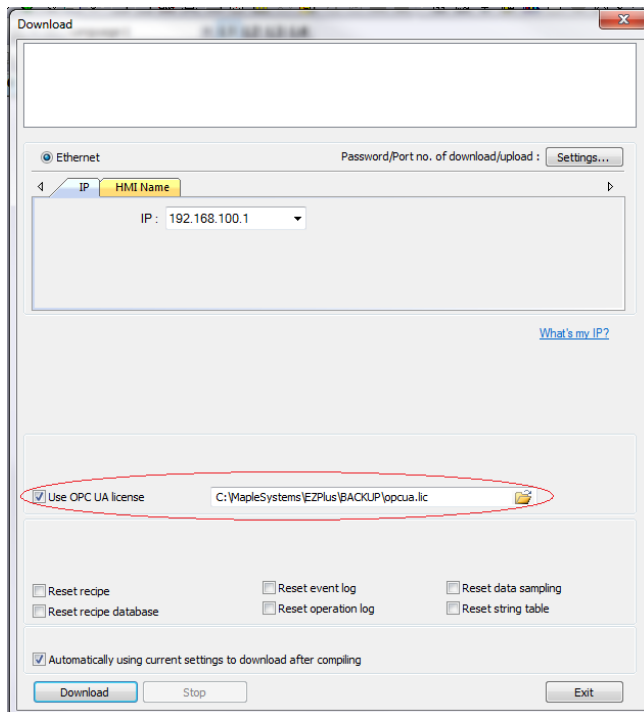 Download
Ethernet
Password/Port no. of download/upload :
Settings...
IP
HMI Name
IP :
192.168.100.1
What's my IP?
Use OPC UA license
C:\MapleSystems\EZPlus\BACKUP\opcua.lic
Reset recipe
Reset event log
Reset data sampling
Reset recipe database
Reset operation log
Reset string table
Automatically using current settings to download after compiling
Download
Stop
Exit